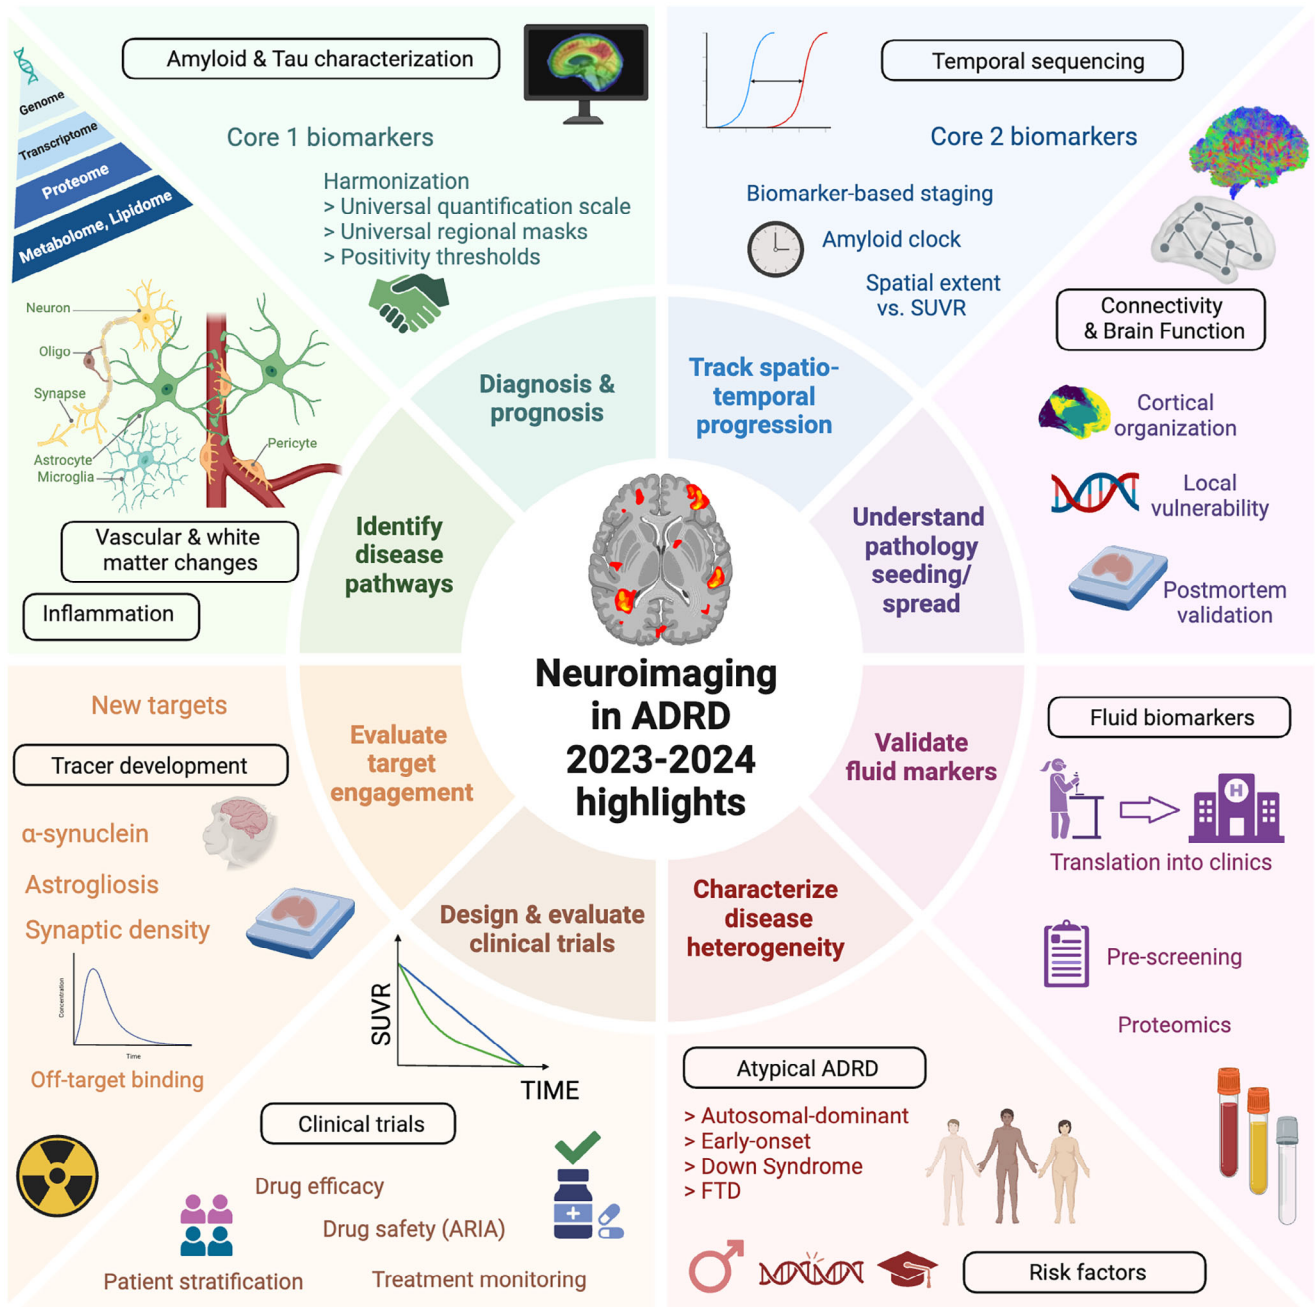 Amyloid & Tau characterization
Core 1 biomarkers
Harmonization
> Universal quantification scale
> Universal regional masks
> Positivity thresholds
Diagnosis &
prognosis
Temporal sequencing
Core 2 biomarkers
Biomarker-based staging
Amyloid clock
Spatial extent
vs. SUVR
Track spatio-
temporal
progression
Connectivity
& Brain Function
Cortical
organization
Local
vulnerability
Postmortem
validation
Understand
pathology
seeding/
spread
Fluid biomarkers
Translation into clinics
H
Pre-screening
Proteomics
Validate
fluid markers
Characterize
disease
heterogeneity
Atypical ADRD
> Autosomal-dominant
> Early-onset
> Down Syndrome
> FTD
Risk factors
Design & evaluate
clinical trials
SUVR
TIME
Clinical trials
Drug efficacy
Drug safety (ARIA)
Patient stratification
Treatment monitoring
Evaluate
target
engagement
New targets
Tracer development
α-synuclein
Astrogliosis
Synaptic density
Concentration
Time
Off-target binding
Identify
disease
pathways
Genome
Transcriptome
Proteome
Metabolome, Lipidome
Neuron
Oligo
Synapse
Astrocyte
Microglia
Pericyte
Vascular & white
matter changes
Inflammation
Neuroimaging
in ADRD
2023-2024
highlights